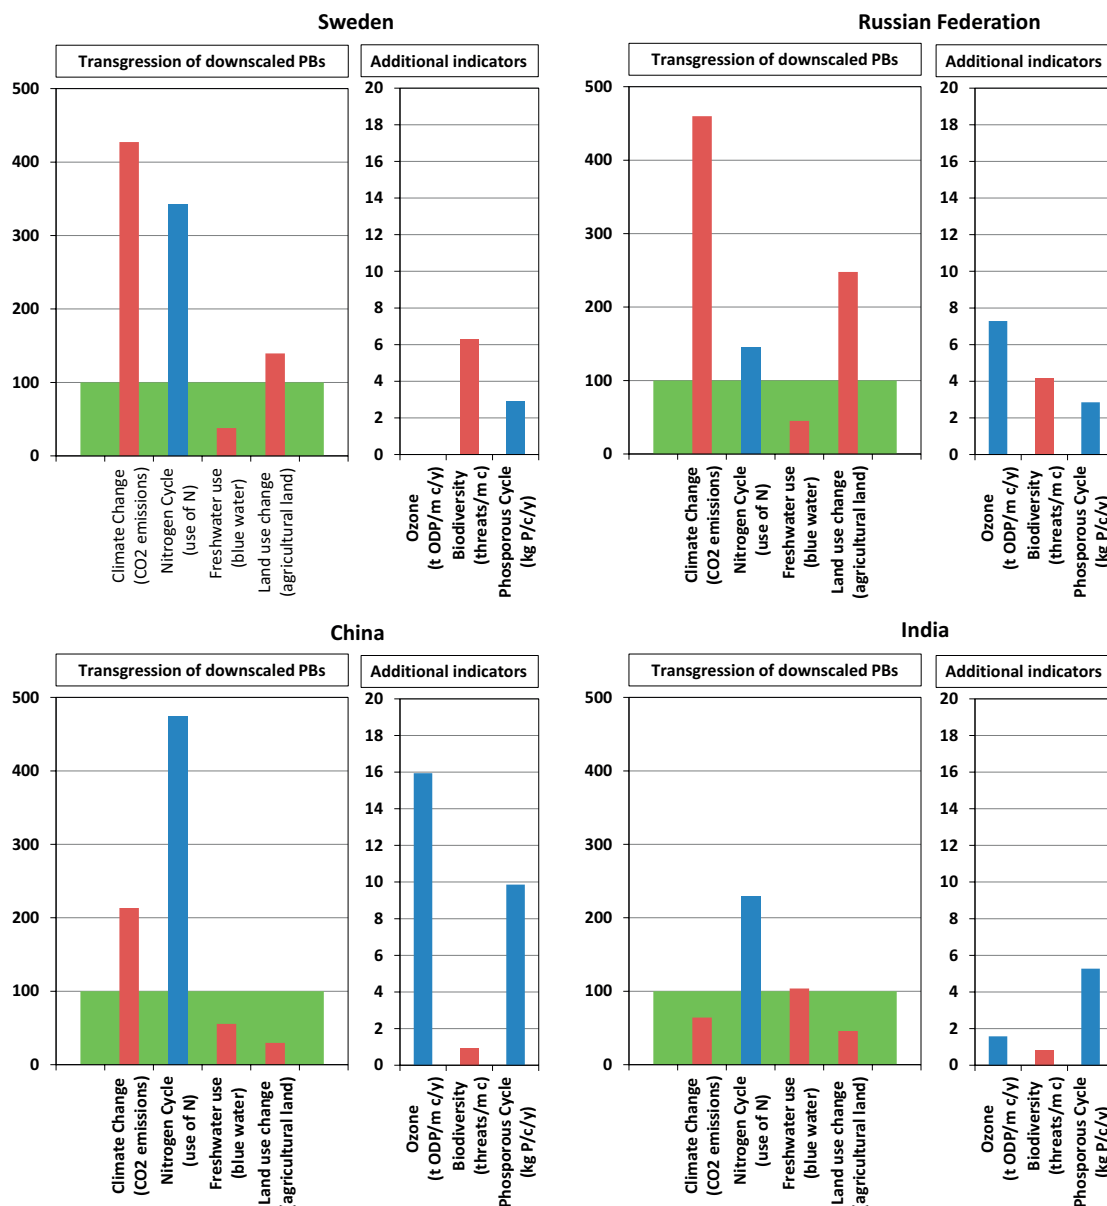 Sweden
Transgression of downscaled PBs
Additional indicators
500
400
300
200
100
0
20
18
16
14
12
10
8
6
4
2
0
Climate Change
(CO2 emissions)
Nitrogen Cycle
(use of N)
Freshwater use
(blue water)
Land use change
(agricultural land)
Ozone
(t ODP/m c/y)
Biodiversity
(threats/m c)
Phosporous Cycle
(kg P/c/y)
Russian Federation
Transgression of downscaled PBs
Additional indicators
500
400
300
200
100
0
20
18
16
14
12
10
8
6
4
2
0
Climate Change
(CO2 emissions)
Nitrogen Cycle
(use of N)
Freshwater use
(blue water)
Land use change
(agricultural land)
Ozone
(t ODP/m c/y)
Biodiversity
(threats/m c)
Phosporous Cycle
(kg P/c/y)
China
Transgression of downscaled PBs
Additional indicators
500
400
300
200
100
0
20
18
16
14
12
10
8
6
4
2
0
Climate Change
(CO2 emissions)
Nitrogen Cycle
(use of N)
Freshwater use
(blue water)
Land use change
(agricultural land)
Ozone
(t ODP/m c/y)
Biodiversity
(threats/m c)
Phosporous Cycle
(kg P/c/y)
India
Transgression of downscaled PBs
Additional indicators
500
400
300
200
100
0
20
18
16
14
12
10
8
6
4
2
0
Climate Change
(CO2 emissions)
Nitrogen Cycle
(use of N)
Freshwater use
(blue water)
Land use change
(agricultural land)
Ozone
(t ODP/m c/y)
Biodiversity
(threats/m c)
Phosporous Cycle
(kg P/c/y)